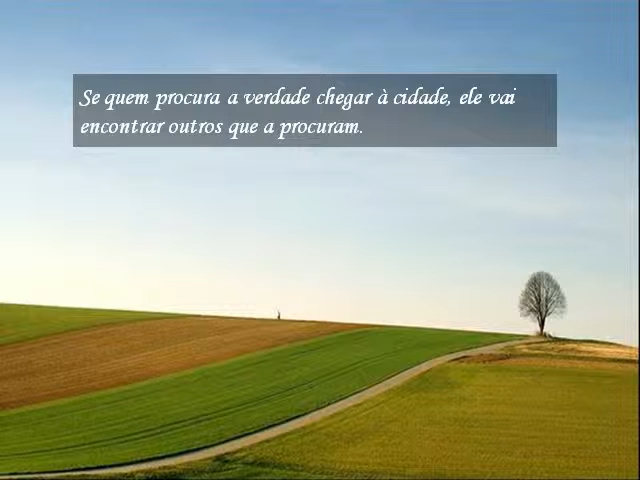 Se quem procura a verdade chegar à cidade, ele vai
encontrar outros que a procuram.